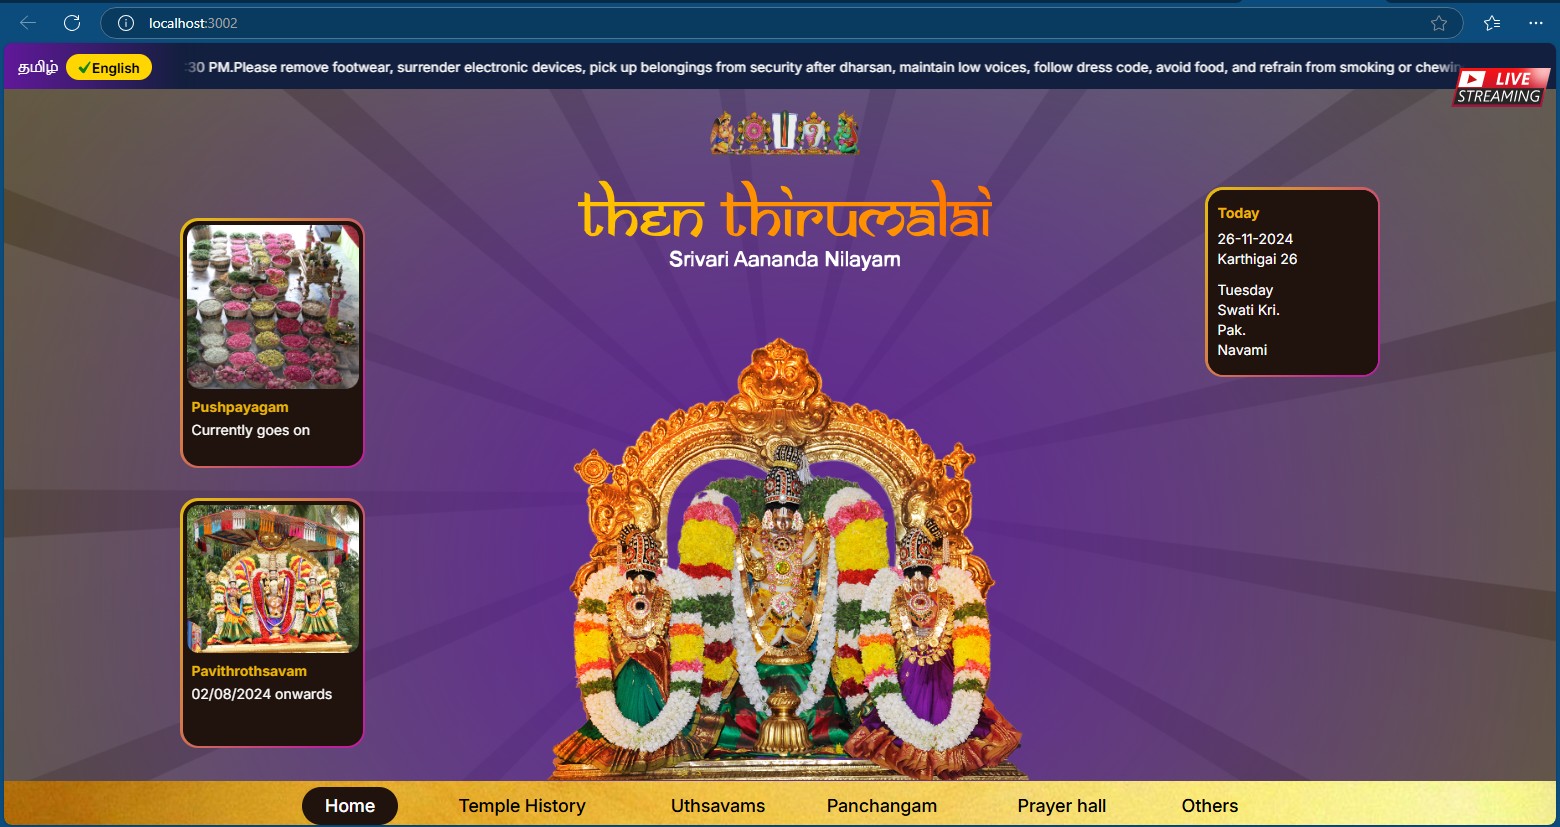 localhost:3002
தமிழ் ✔English
:30 PM.Please remove footwear, surrender electronic devices, pick up belongings from security after dharsan, maintain low voices, follow dress code, avoid food, and refrain from smoking or chewin
LIVE
STREAMING
then thirumalai
Srivari Aananda Nilayam
Pushpayagam
Currently goes on
Pavithrothsavam
02/08/2024 onwards
Today
26-11-2024
Karthigai 26
Tuesday
Swati Kri.
Pak.
Navami
Home Temple History Uthsavams Panchangam Prayer hall Others